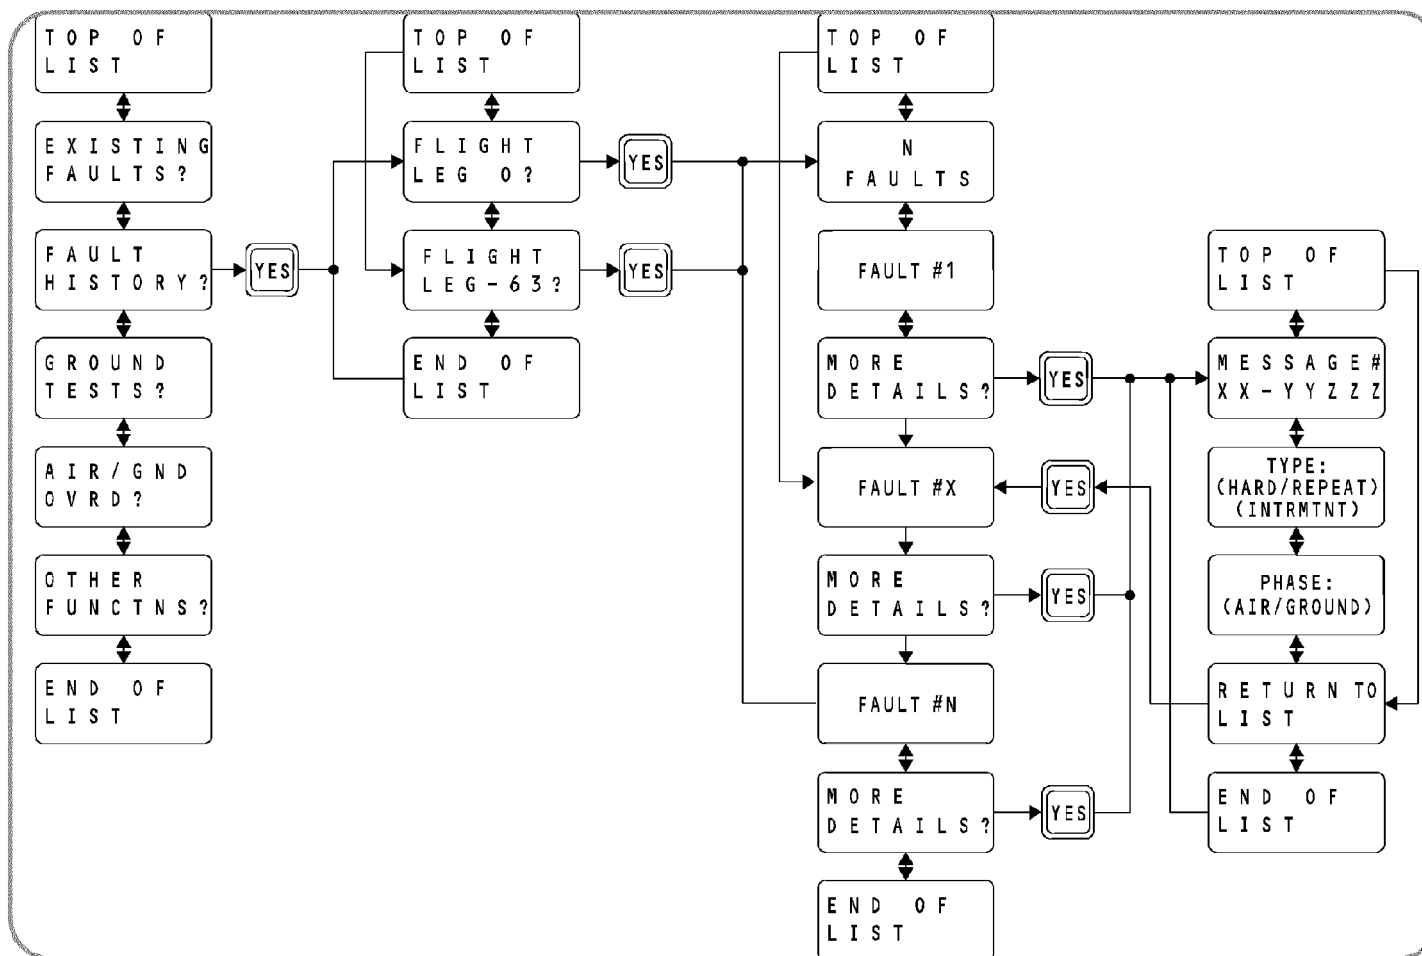 TOP OF
LIST
EXISTING
FAULTS?
FAULT
HISTORY?
YES
GROUND
TESTS?
AIR/GND
OVRD?
OTHER
FUNCTNS?
END OF
LIST
TOP OF
LIST
FLIGHT
LEG 0?
YES
FLIGHT
LEG-63?
YES
END OF
LIST
TOP OF
LIST
N
FAULTS
FAULT #1
MORE
DETAILS?
YES
FAULT #X
YES
MORE
DETAILS?
YES
FAULT #N
MORE
DETAILS?
YES
END OF
LIST
TOP OF
LIST
MESSAGE#
XX-YYZZZ
TYPE:
(HARD/REPEAT)
(INTRMTNT)
PHASE:
(AIR/GROUND)
RETURN TO
LIST
END OF
LIST